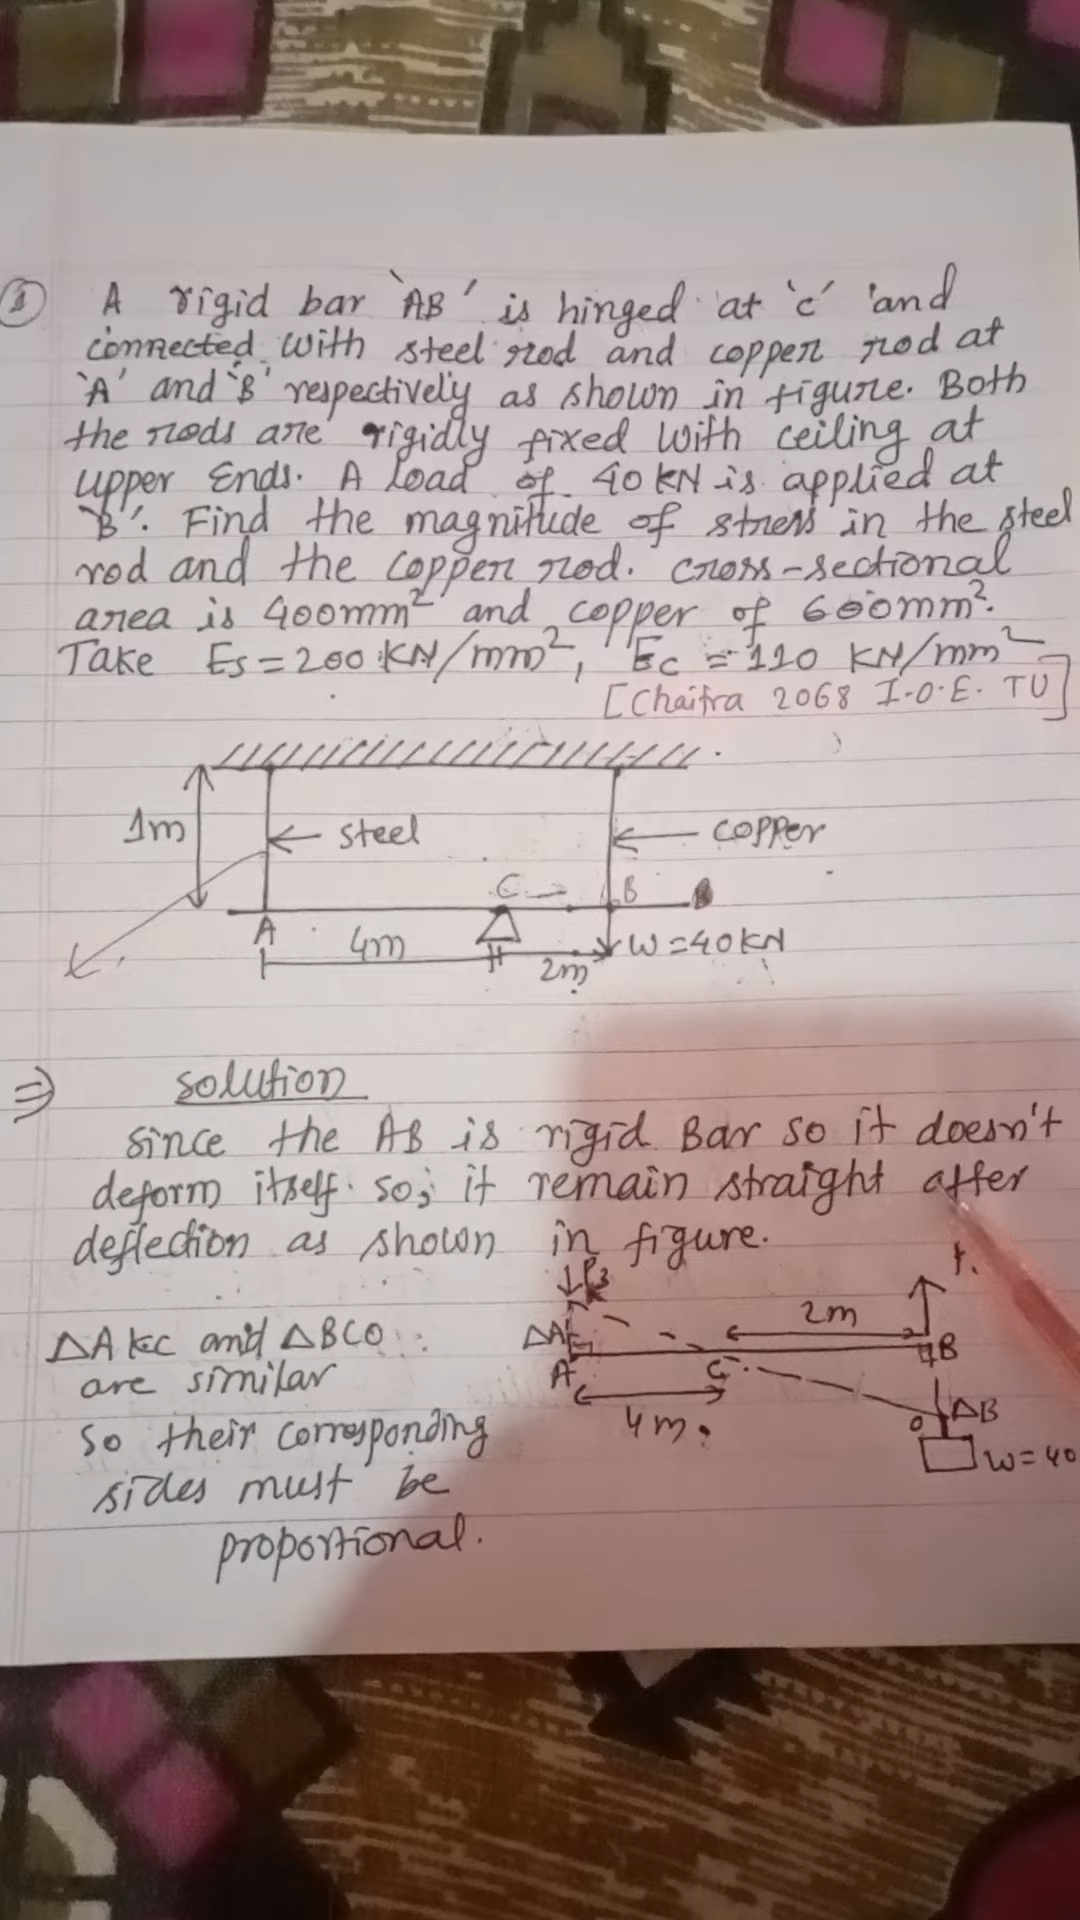 1 A rigid bar 'AB' is hinged at 'c' 'and
connected with steel rod and copper rod at
'A' and 'B' respectively as shown in figure. Both
the rods are rigidly fixed with ceiling at
upper Ends. A load of 40 KN is applied at
'B'. Find the magnitude of stress in the steel
rod and the copper rod. cross-sectional
area is 400mm² and copper of 600mm².
Take Es = 200 KN/mm², Ec = 110 KN/mm²
[Chaitra 2068 I.O.E. TU]
1m
steel
copper
C
B
A
4m
2m
W = 40KN
⇒ solution
since the AB is rigid Bar so it doesn't
deform itself. so; it remain straight after
deflection as shown in figure.
ΔAKC and ΔBCO
are similar
so their corresponding
sides must be
proportional.
K
2m
ΔA
B
A
C
4m
O
ΔB
W = 40